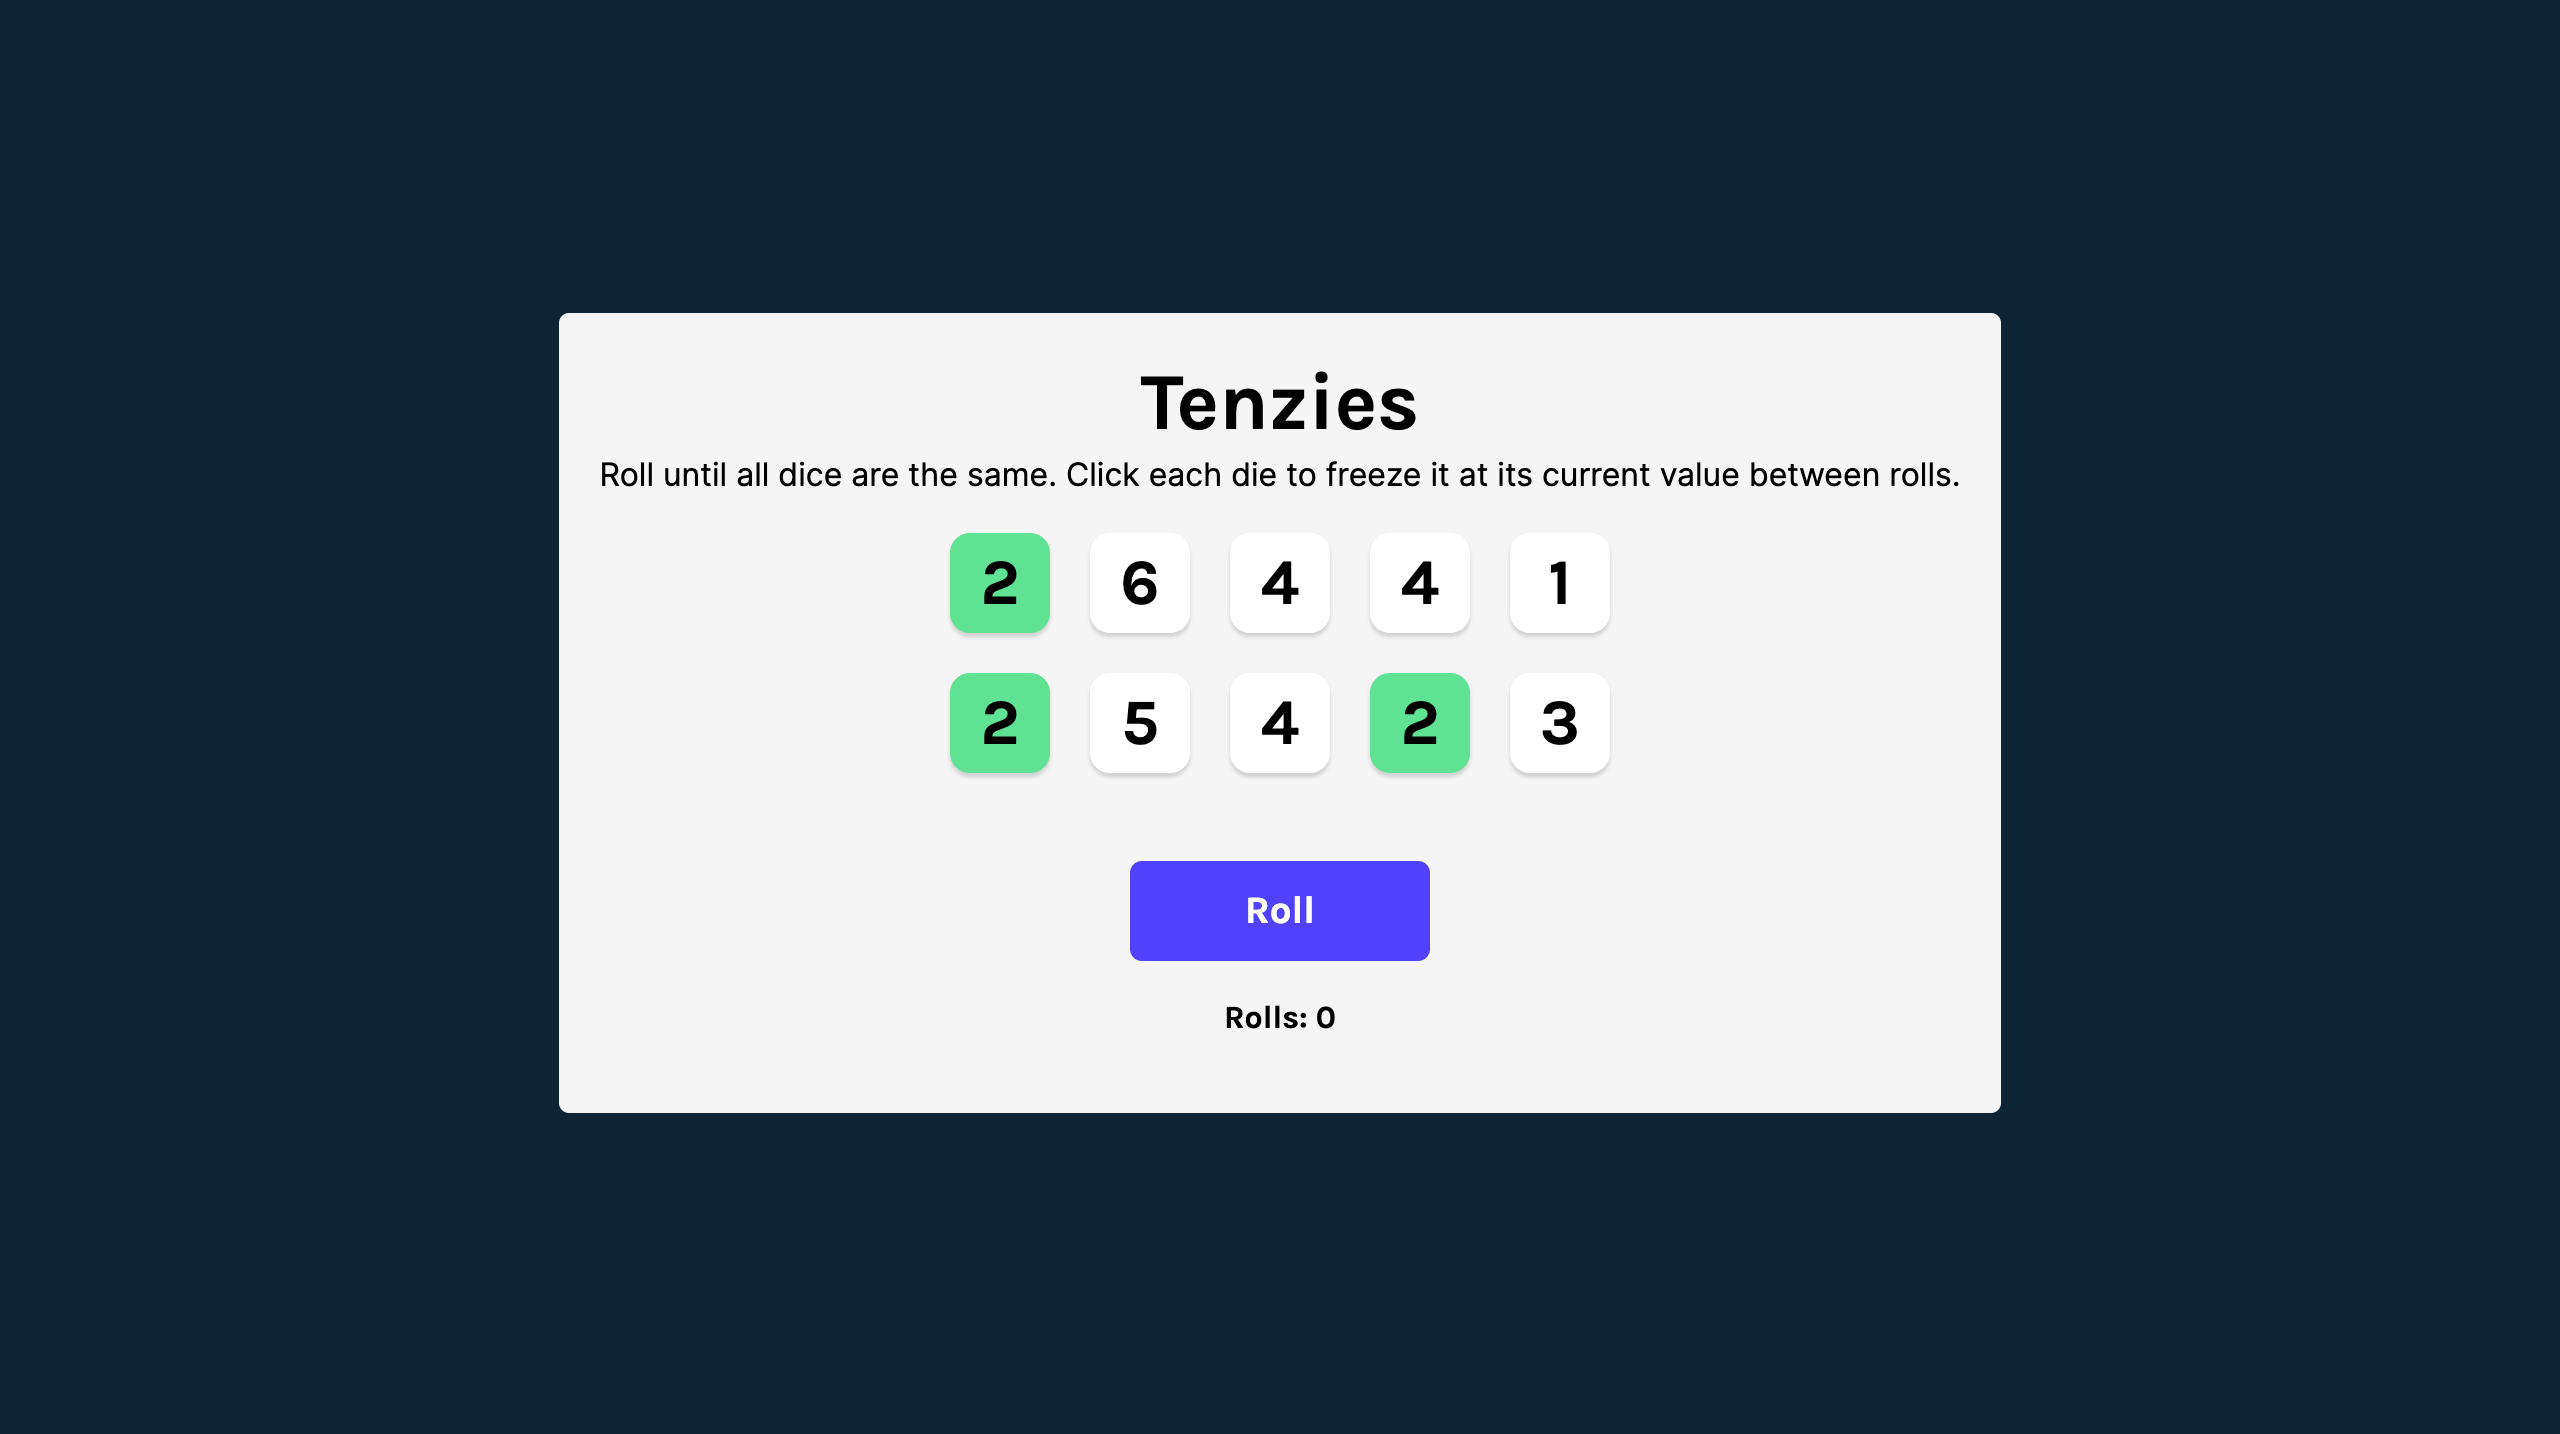 Tenzies
Roll until all dice are the same. Click each die to freeze it at its current value between rolls.
2 6 4 4 1
2 5 4 2 3
Roll
Rolls: 0